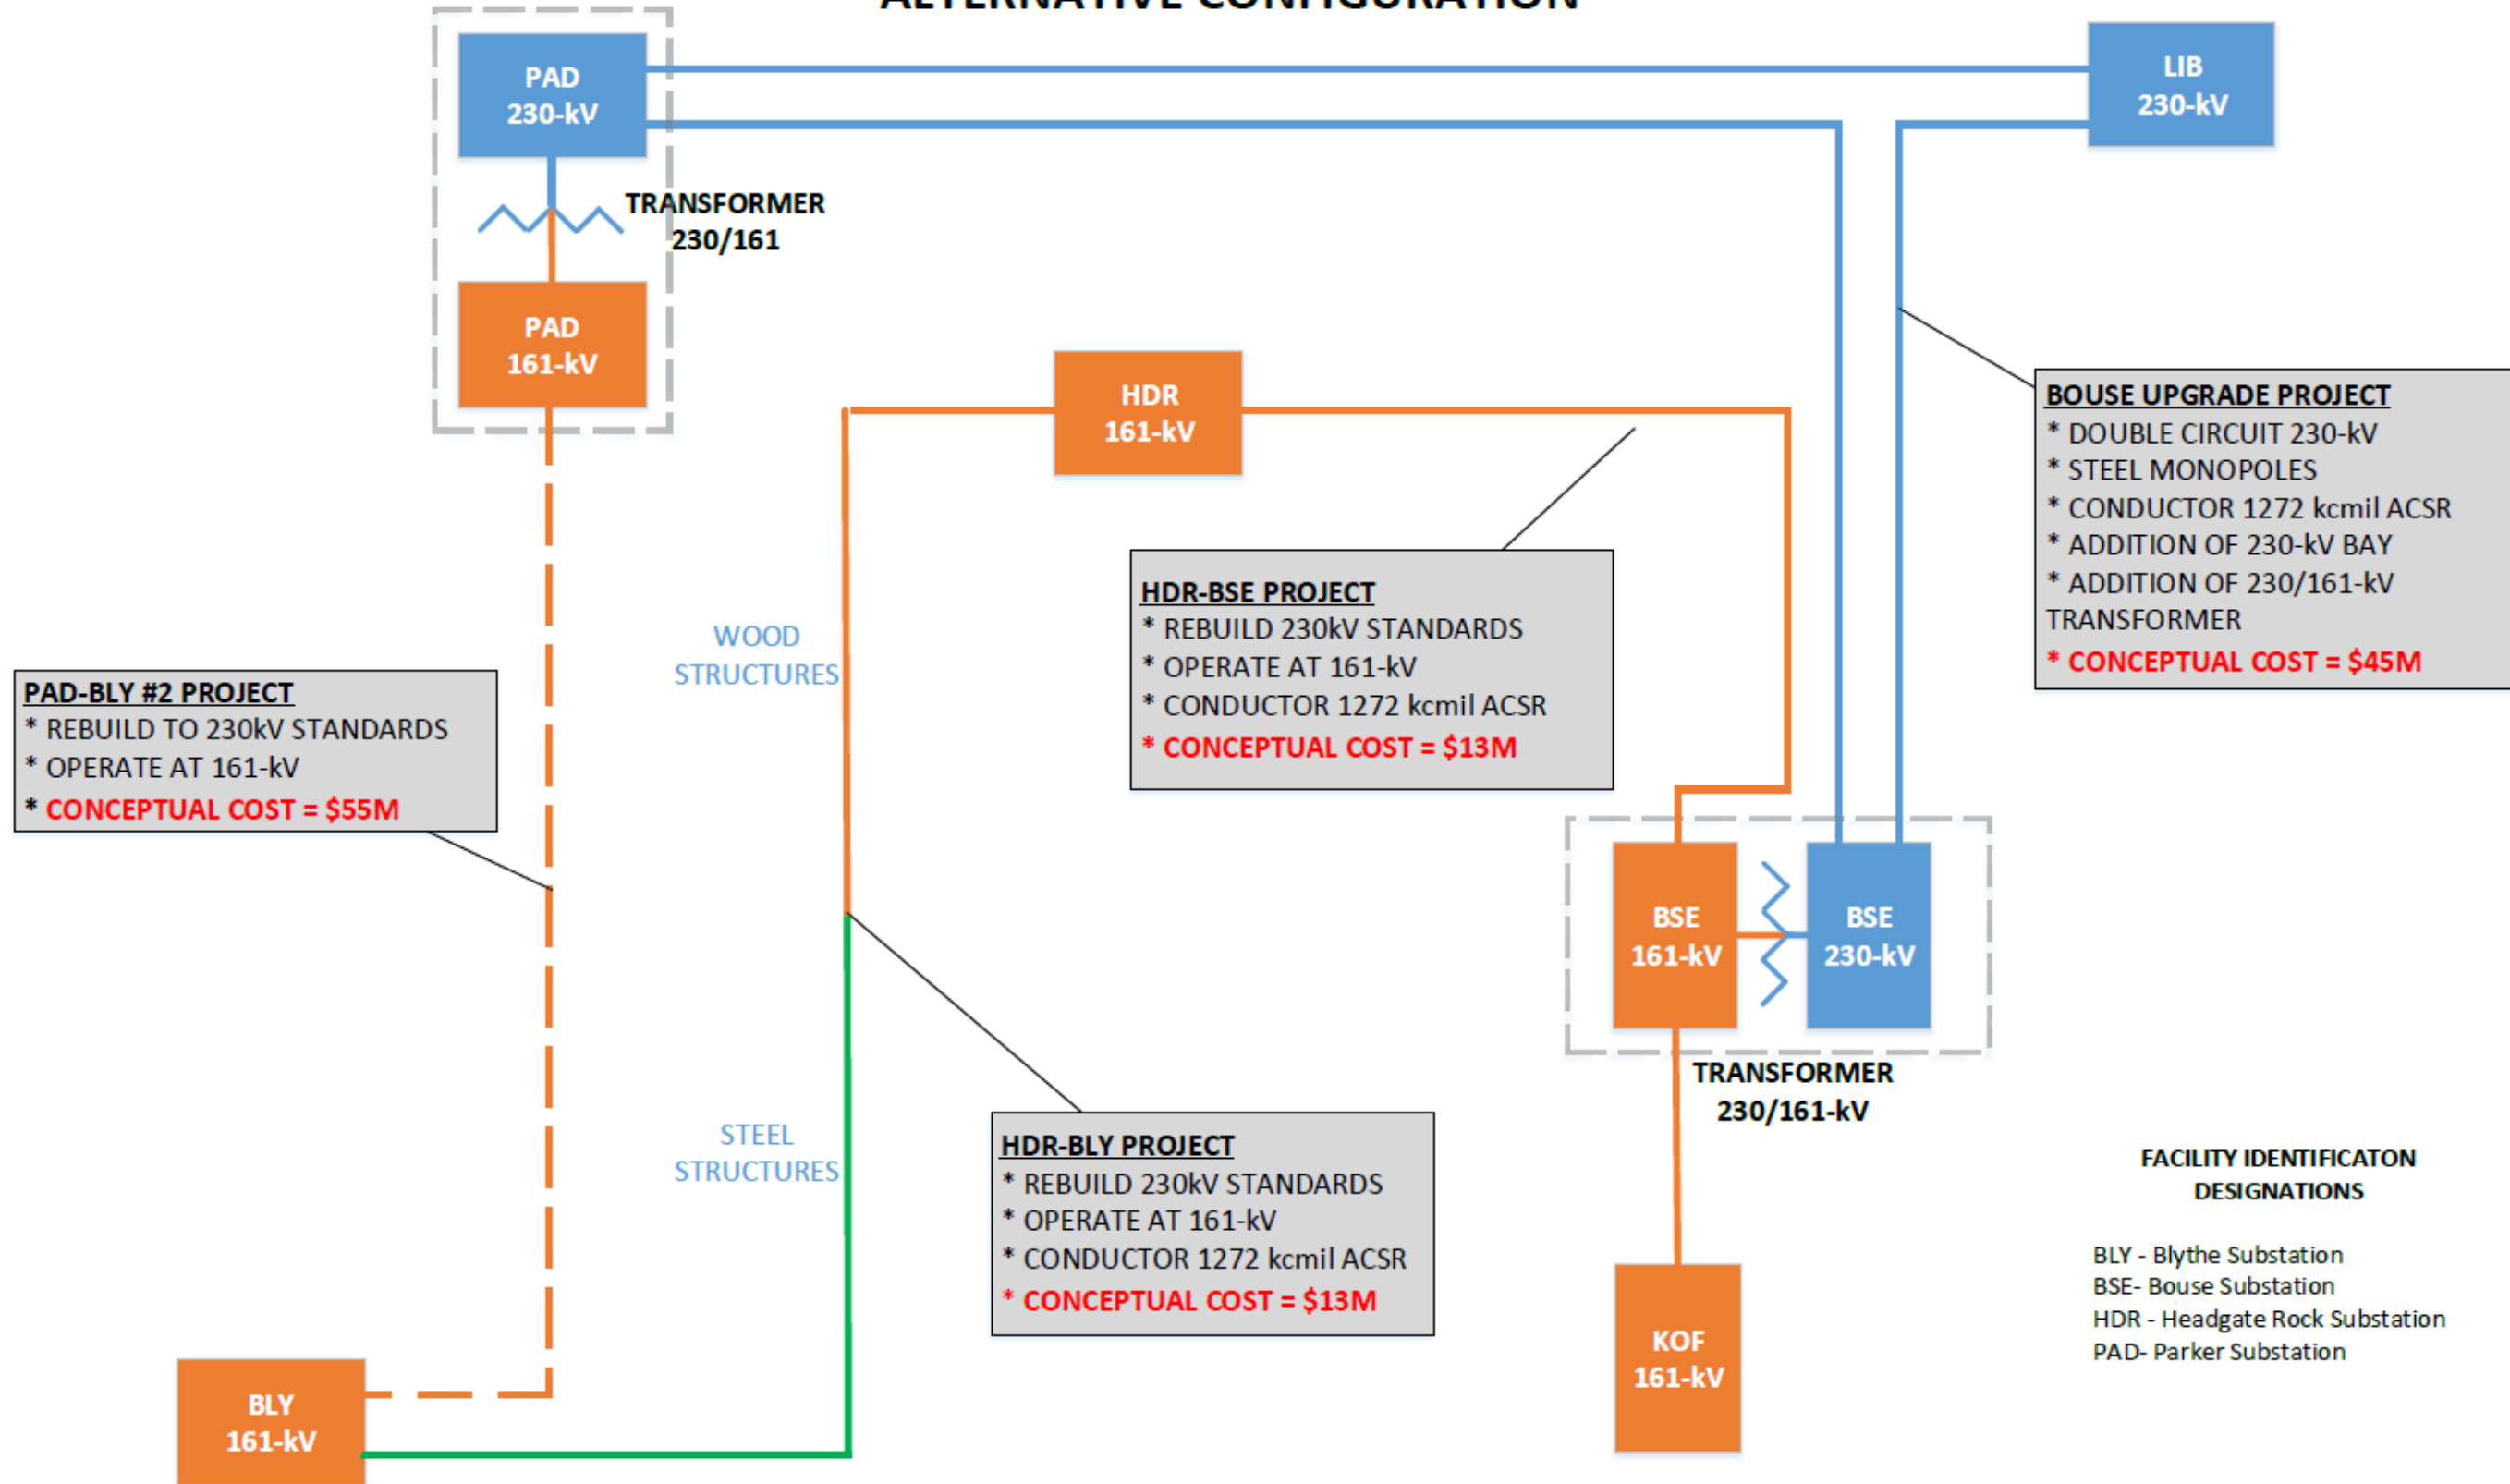 ALTERNATIVE CONFIGURATION
PAD
230-kV
LIB
230-kV
TRANSFORMER
230/161
PAD
161-kV
HDR
161-kV
BOUSE UPGRADE PROJECT
* DOUBLE CIRCUIT 230-kV
* STEEL MONOPOLES
* CONDUCTOR 1272 kcmil ACSR
* ADDITION OF 230-kV BAY
* ADDITION OF 230/161-kV
TRANSFORMER
* CONCEPTUAL COST = $45M
HDR-BSE PROJECT
* REBUILD 230kV STANDARDS
* OPERATE AT 161-kV
* CONDUCTOR 1272 kcmil ACSR
* CONCEPTUAL COST = $13M
WOOD
STRUCTURES
PAD-BLY #2 PROJECT
* REBUILD TO 230kV STANDARDS
* OPERATE AT 161-kV
* CONCEPTUAL COST = $55M
BSE
161-kV
BSE
230-kV
TRANSFORMER
230/161-kV
STEEL
STRUCTURES
HDR-BLY PROJECT
* REBUILD 230kV STANDARDS
* OPERATE AT 161-kV
* CONDUCTOR 1272 kcmil ACSR
* CONCEPTUAL COST = $13M
FACILITY IDENTIFICATON
DESIGNATIONS
BLY - Blythe Substation
BSE- Bouse Substation
HDR - Headgate Rock Substation
PAD- Parker Substation
KOF
161-kV
BLY
161-kV